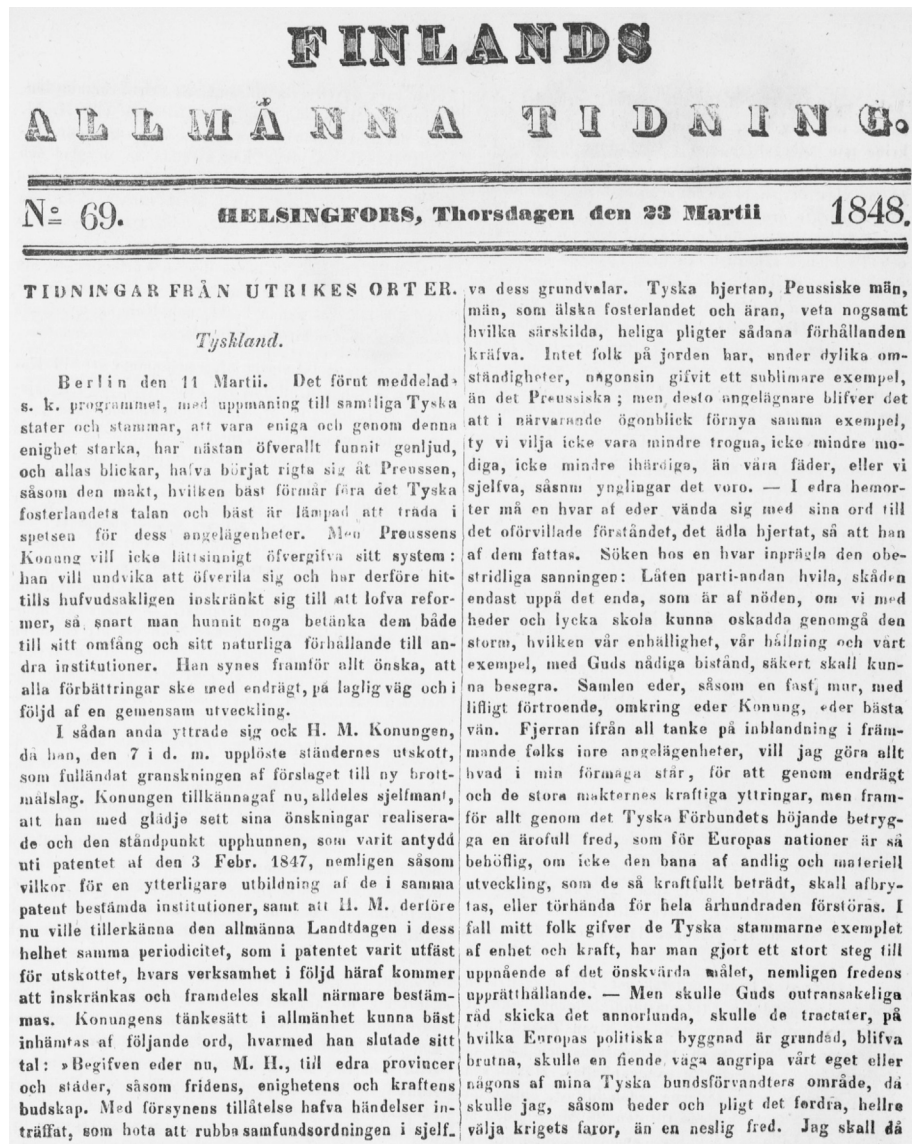 FINLANDS
ALLMÄNNA TIDNING.
No 69. HELSINGFORS, Thorsdagen den 23 Martii 1848.
TIDNINGAR FRÅN UTRIKES ORTER.
Tyskland.
Berlin den 11 Martii. Det förut meddelade
s. k. programmet, med uppmaning till samtliga Tyska
stater och stammar, att vara eniga och genom denna
enighet starka, har nästan öfverallt funnit genljud,
och allas blickar, hafva börjat rigta sig åt Preussen,
såsom den makt, hvilken bäst förmår föra det Tyska
fosterlandets talan och bäst är lämpad att träda i
spetsen för dess angelägenheter. Men Preussens
Konung vill icke lättsinnigt öfvergifva sitt system:
han vill undvika att öfverila sig och har derföre hit-
tills hufvudsakligen inskränkt sig till att lofva refor-
mer, så snart man hunnit noga betänka dem både
till sitt omfång och sitt naturliga förhållande till an-
dra institutioner. Han synes framför allt önska, att
alla förbättringar ske med endrägt, på laglig väg och i
följd af en gemensam utveckling.
I sådan anda yttrade sig ock H. M. Konungen,
då han, den 7 i d. m. upplöste ständernes utskott,
som fulländat granskningen af förslaget till ny brott-
målslag. Konungen tillkännagaf nu, alldeles sjelfmant,
att han med glädje sett sina önskningar realisera-
de och den ståndpunkt upphunnen, som varit antydd
uti patentet af den 3 Febr. 1847, nemligen såsom
vilkor för en ytterligare utbildning af de i samma
patent bestämda institutioner, samt att H. M. derföre
nu ville tillerkänna den allmänna Landtdagen i dess
helhet samma periodicitet, som i patentet varit utfäst
för utskottet, hvars verksamhet i följd häraf kommer
att inskränkas och framdeles skall närmare bestäm-
mas. Konungens tänkesätt i allmänhet kunna bäst
inhämtas af följande ord, hvarmed han slutade sitt
tal: »Begifven eder nu, M. H., till edra provincer
och städer, såsom fridens, enighetens och kraftens
budskap. Med försynens tillåtelse hafva händelser in-
träffat, som hota att rubba samfundsordningen i sjelf-
va dess grundvalar. Tyska hjertan, Peussiske män,
män, som älska fosterlandet och äran, veta nogsamt
hvilka särskilda, heliga pligter sådana förhållanden
kräfva. Intet folk på jorden har, under dylika om-
ständigheter, någonsin gifvit ett sublimare exempel,
än det Preussiska; men desto angelägnare blifver det
att i närvarande ögonblick förnya samma exempel,
ty vi vilja icke vara mindre trogna, icke mindre mo-
diga, icke mindre ihärdiga, än våra fäder, eller vi
sjelfva, såsom ynglingar det voro. — I edra hemor-
ter må en hvar af eder vända sig med sina ord till
det oförvillade förståndet, det ädla hjertat, så att han
af dem fattas. Söken hos en hvar inprägla den obe-
stridliga sanningen: Låten parti-andan hvila, skåden
endast uppå det enda, som är af nöden, om vi med
heder och lycka skola kunna oskadda genomgå den
storm, hvilken vår enhällighet, vår hållning och vårt
exempel, med Guds nådiga bistånd, säkert skall kun-
na besegra. Samlen eder, såsom en fast mur, med
lifligt förtroende, omkring eder Konung, eder bästa
vän. Fjerran ifrån all tanke på inblandning i främ-
mande folks inre angelägenheter, vill jag göra allt
hvad i min förmåga står, för att genom endrägt
och de stora makternes kraftiga yttringar, men fram-
för allt genom det Tyska Förbundets höjande betryg-
ga en ärofull fred, som för Europas nationer är så
behöflig, om icke den bana af andlig och materiell
utveckling, som de så kraftfullt beträdt, skall afbry-
tas, eller törhända för hela århundraden förstöras. I
fall mitt folk gifver de Tyska stammarne exemplet
af enhet och kraft, har man gjort ett stort steg till
uppnående af det önskvärda målet, nemligen fredens
upprätthållande. — Men skulle Guds outransakeliga
råd skicka det annorlunda, skulle de tractater, på
hvilka Europas politiska byggnad är grundad, blifva
brutna, skulle en fiende våga angripa vårt eget eller
någons af mina Tyska bundsförvandters område, då
skulle jag, såsom heder och pligt det fordra, hellre
välja krigets faror, än en neslig fred. Jag skall då